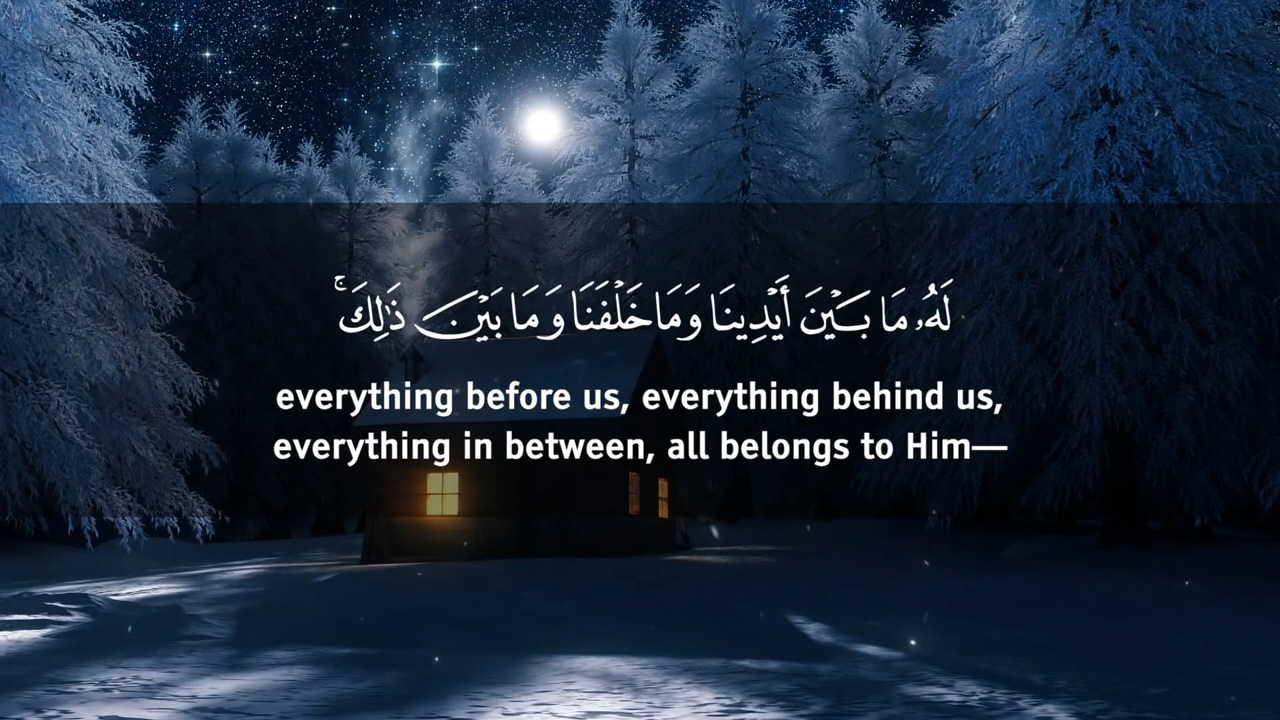 لَهُۥ مَا بَيْنَ أَيْدِينَا وَمَا خَلْفَنَا وَمَا بَيْنَ ذَٰلِكَ ۚ
everything before us, everything behind us,
everything in between, all belongs to Him—